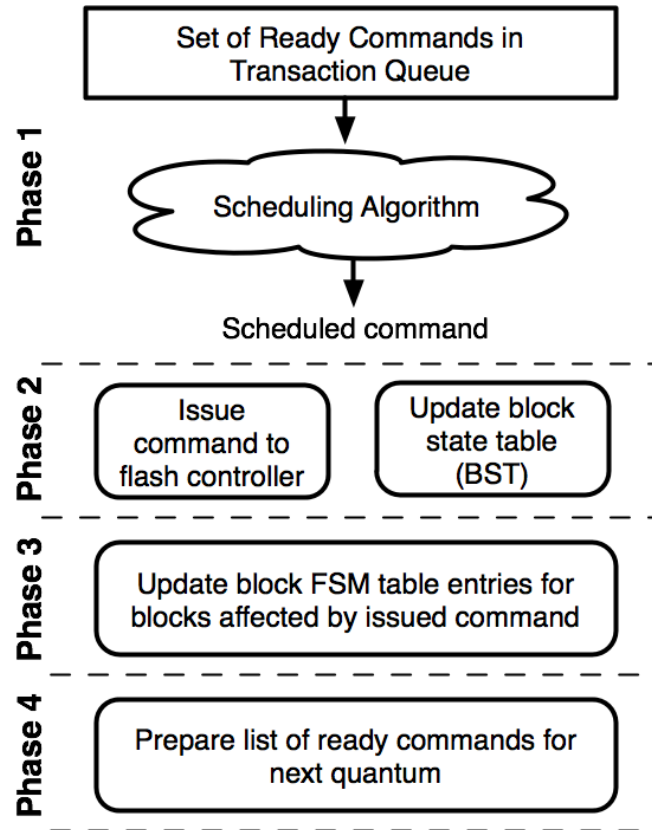 Phase 1
Set of Ready Commands in
Transaction Queue
Scheduling Algorithm
Scheduled command
Phase 2
Issue
command to
flash controller
Update block
state table
(BST)
Phase 3
Update block FSM table entries for
blocks affected by issued command
Phase 4
Prepare list of ready commands for
next quantum